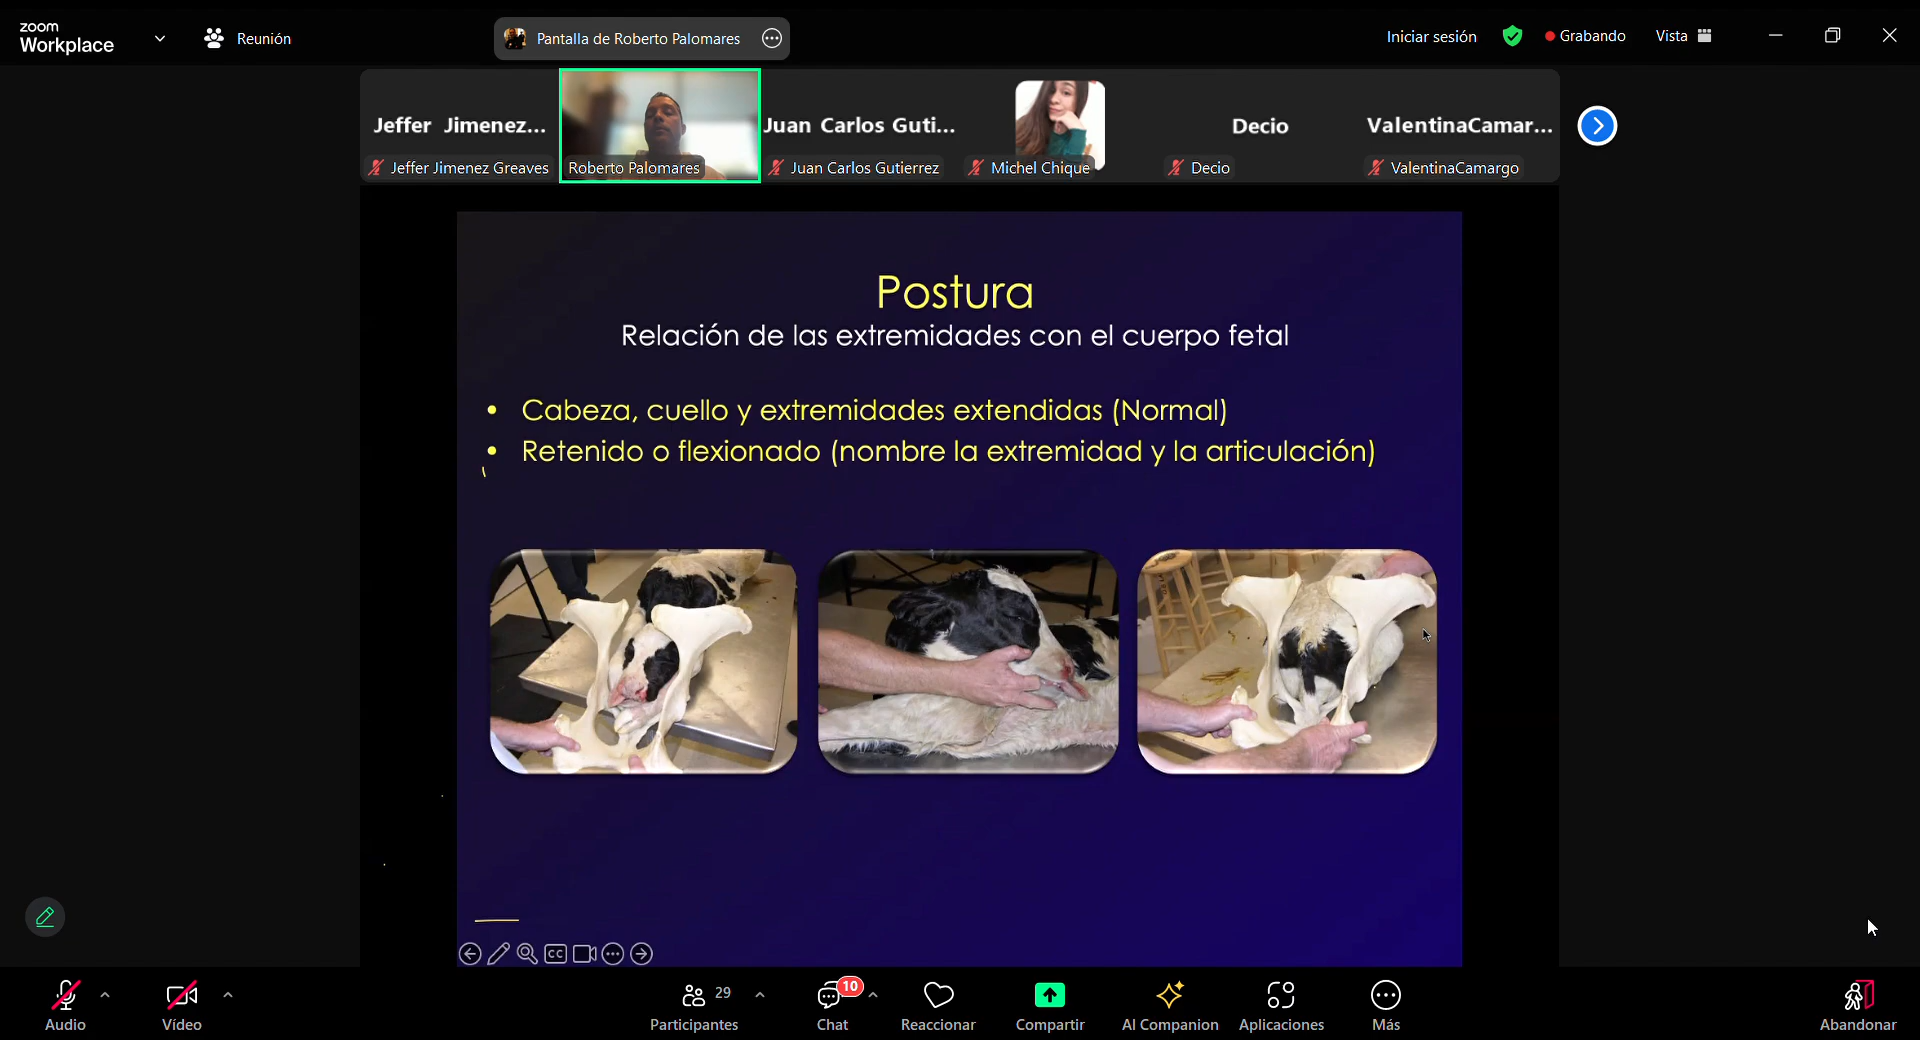 zoom
Workplace
Reunión
Pantalla de Roberto Palomares
Iniciar sesión
Grabando
Vista
Jeffer Jimenez...
Jeffer Jimenez Greaves
Roberto Palomares
Juan Carlos Guti...
Juan Carlos Gutierrez
Michel Chique
Decio
Decio
ValentinaCamar...
ValentinaCamargo
Postura
Relación de las extremidades con el cuerpo fetal
• Cabeza, cuello y extremidades extendidas (Normal)
• Retenido o flexionado (nombre la extremidad y la articulación)
CC
Audio
Vídeo
29
Participantes
10
Chat
Reaccionar
Compartir
AI Companion
Aplicaciones
Más
Abandonar